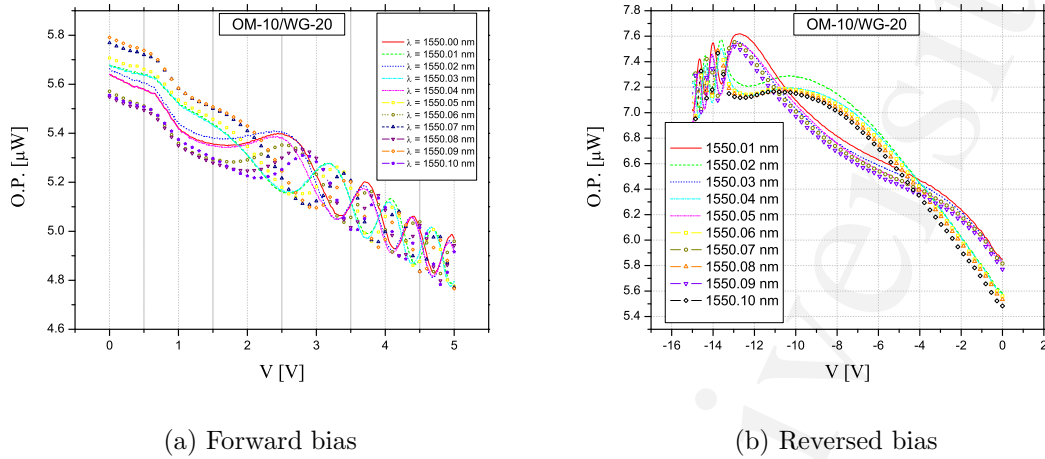 OM-10/WG-20
O.P. [µW]
5.8
5.6
5.4
5.2
5.0
4.8
4.6
0 1 2 3 4 5
V [V]
λ = 1550.00 nm
λ = 1550.01 nm
λ = 1550.02 nm
λ = 1550.03 nm
λ = 1550.04 nm
λ = 1550.05 nm
λ = 1550.06 nm
λ = 1550.07 nm
λ = 1550.08 nm
λ = 1550.09 nm
λ = 1550.10 nm
(a) Forward bias
OM-10/WG-20
O.P. [µW]
7.8
7.6
7.4
7.2
7.0
6.8
6.6
6.4
6.2
6.0
5.8
5.6
5.4
-16 -14 -12 -10 -8 -6 -4 -2 0 2
V [V]
1550.01 nm
1550.02 nm
1550.03 nm
1550.04 nm
1550.05 nm
1550.06 nm
1550.07 nm
1550.08 nm
1550.09 nm
1550.10 nm
(b) Reversed bias